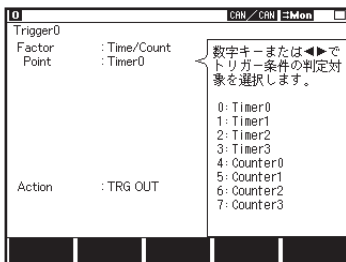 0
CAN／CAN ⇄Mon
Trigger0
Factor : Time/Count
Point : Timer0
数字キーまたは◀▶で
トリガー条件の判定対
象を選択します。
0: Timer0
1: Timer1
2: Timer2
3: Timer3
4: Counter0
5: Counter1
6: Counter2
7: Counter3
Action : TRG OUT